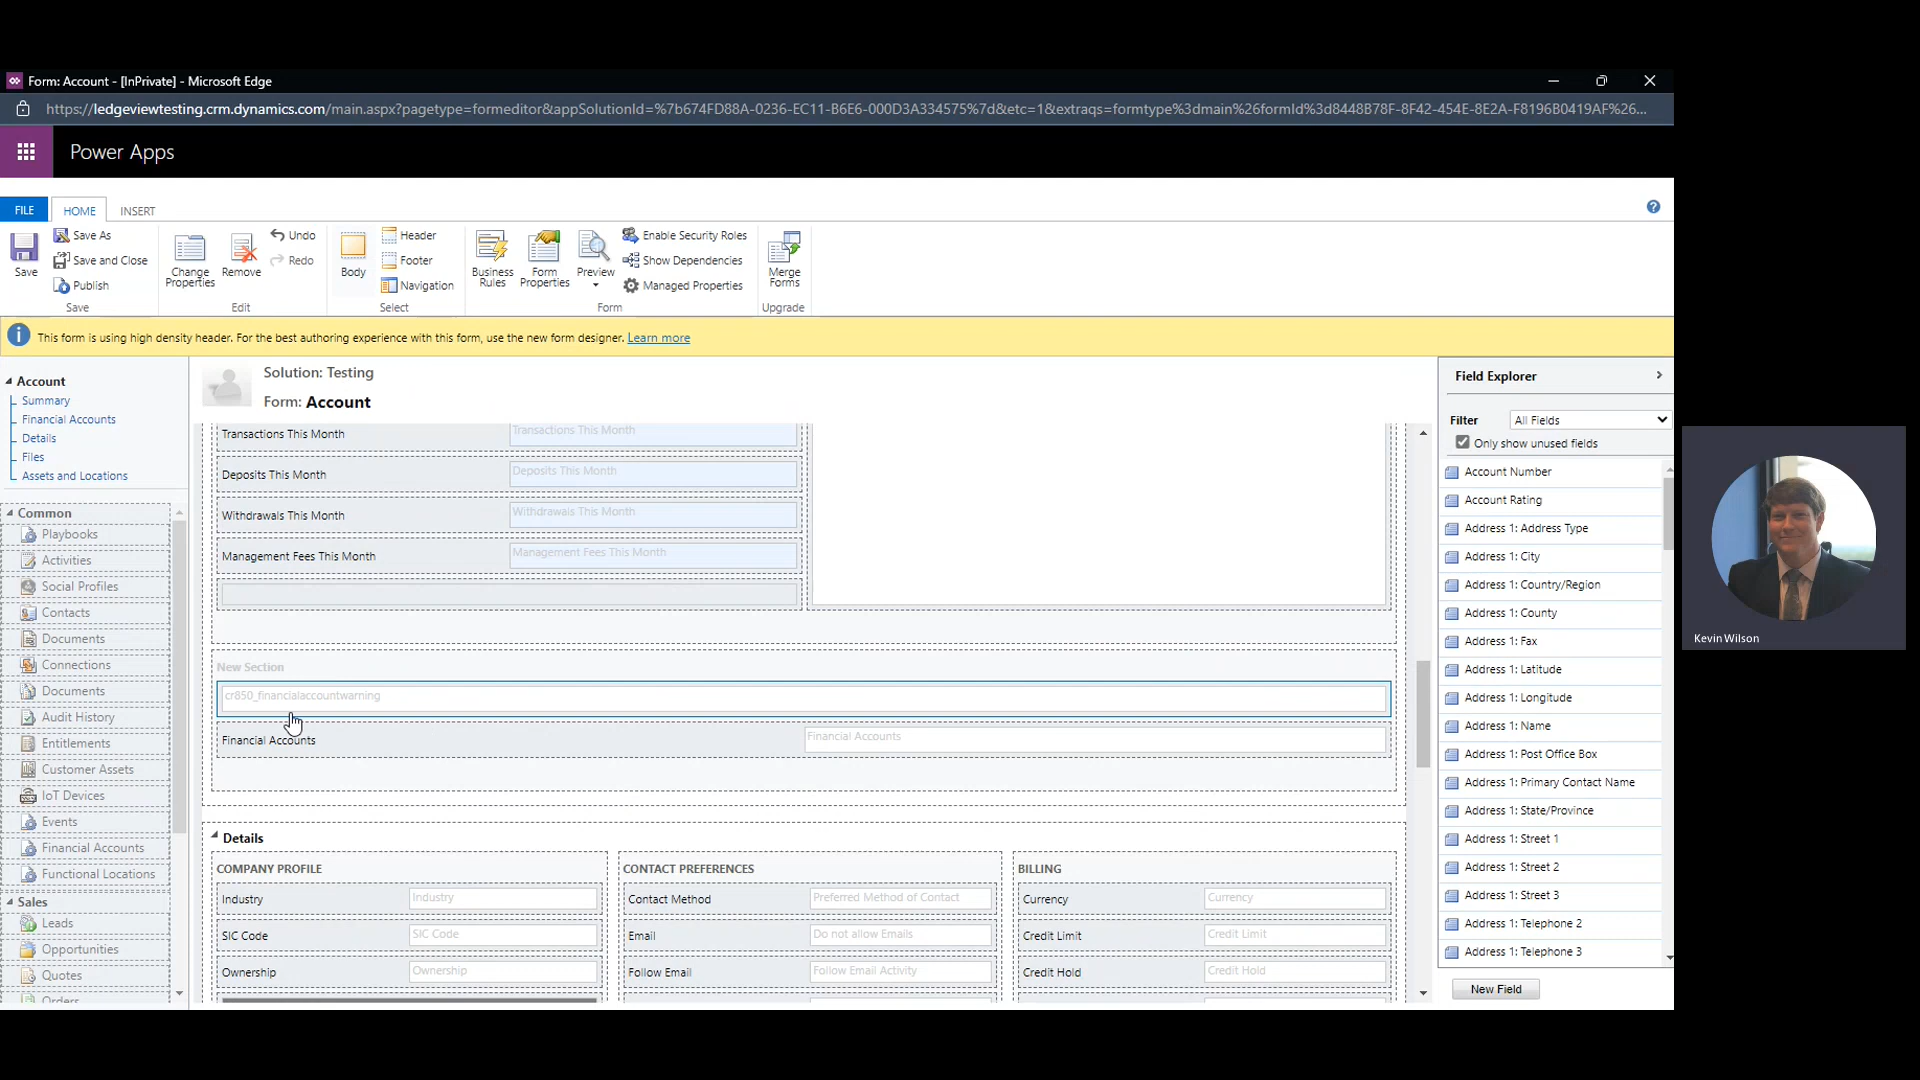 Form: Account - [InPrivate] - Microsoft Edge
https://ledgeviewtesting.crm.dynamics.com/main.aspx?pagetype=formeditor&appSolutionId=%7b674FD88A-0236-EC11-B6E6-000D3A334575%7d&etc=1&extraqs=formtype%3dmain%26formId%3d8448B78F-8F42-454E-8E2A-F8196B0419AF%26...
Power Apps
FILE HOME INSERT
Save
Save As
Save and Close
Publish
Save
Change Properties
Remove
Undo
Redo
Edit
Body
Header
Footer
Navigation
Select
Business Rules
Form Properties
Preview
Enable Security Roles
Show Dependencies
Managed Properties
Form
Merge Forms
Upgrade
This form is using high density header. For the best authoring experience with this form, use the new form designer. Learn more
Account
Summary
Financial Accounts
Details
Files
Assets and Locations
Common
Playbooks
Activities
Social Profiles
Contacts
Documents
Connections
Documents
Audit History
Entitlements
Customer Assets
IoT Devices
Events
Financial Accounts
Functional Locations
Sales
Leads
Opportunities
Quotes
Orders
Solution: Testing
Form: Account
Transactions This Month Transactions This Month
Deposits This Month Deposits This Month
Withdrawals This Month Withdrawals This Month
Management Fees This Month Management Fees This Month
New Section
cr850_financialaccountwarning
Financial Accounts Financial Accounts
Details
COMPANY PROFILE
Industry Industry
SIC Code SIC Code
Ownership Ownership
CONTACT PREFERENCES
Contact Method Preferred Method of Contact
Email Do not allow Emails
Follow Email Follow Email Activity
BILLING
Currency Currency
Credit Limit Credit Limit
Credit Hold Credit Hold
Field Explorer
Filter All Fields
Only show unused fields
Account Number
Account Rating
Address 1: Address Type
Address 1: City
Address 1: Country/Region
Address 1: County
Address 1: Fax
Address 1: Latitude
Address 1: Longitude
Address 1: Name
Address 1: Post Office Box
Address 1: Primary Contact Name
Address 1: State/Province
Address 1: Street 1
Address 1: Street 2
Address 1: Street 3
Address 1: Telephone 2
Address 1: Telephone 3
New Field
Kevin Wilson